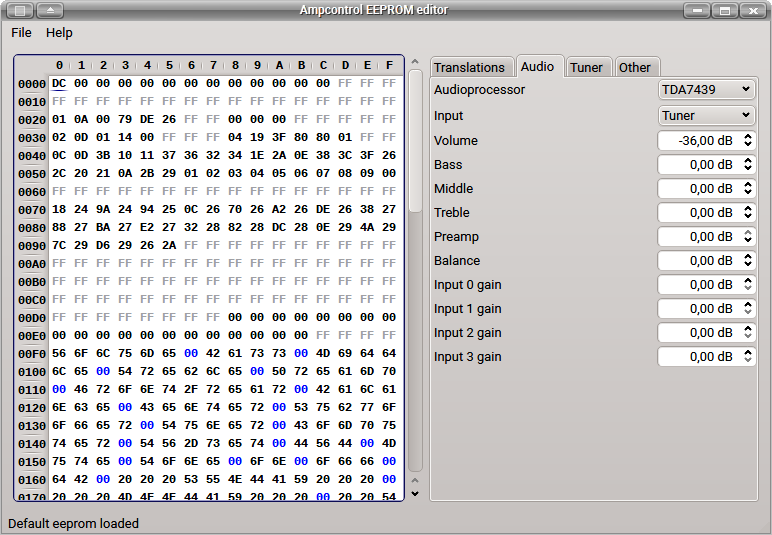 Ampcontrol EEPROM editor
File Help
0 1 2 3 4 5 6 7 8 9 A B C D E F
0000 DC 00 00 00 00 00 00 00 00 00 00 00 00 FF FF FF
0010 FF FF FF FF FF FF FF FF FF FF FF FF FF FF FF FF
0020 01 0A 00 79 DE 26 FF FF 00 00 00 FF FF FF FF FF
0030 02 0D 01 14 00 FF FF FF 04 19 3F 80 80 01 FF FF
0040 0C 0D 3B 10 11 37 36 32 34 1E 2A 0E 38 3C 3F 26
0050 2C 20 21 0A 2B 29 01 02 03 04 05 06 07 08 09 00
0060 FF FF FF FF FF FF FF FF FF FF FF FF FF FF FF FF
0070 18 24 9A 24 94 25 0C 26 70 26 A2 26 DE 26 38 27
0080 88 27 BA 27 E2 27 32 28 82 28 DC 28 0E 29 4A 29
0090 7C 29 D6 29 26 2A FF FF FF FF FF FF FF FF FF FF
00A0 FF FF FF FF FF FF FF FF FF FF FF FF FF FF FF FF
00B0 FF FF FF FF FF FF FF FF FF FF FF FF FF FF FF FF
00C0 FF FF FF FF FF FF FF FF FF FF FF FF FF FF FF FF
00D0 FF FF FF FF FF FF FF FF 00 00 00 00 00 00 00 00
00E0 00 00 00 00 00 00 00 00 00 00 00 00 FF FF FF FF
00F0 56 6F 6C 75 6D 65 00 42 61 73 73 00 4D 69 64 64
0100 6C 65 00 54 72 65 62 6C 65 00 50 72 65 61 6D 70
0110 00 46 72 6F 6E 74 2F 72 65 61 72 00 42 61 6C 61
0120 6E 63 65 00 43 65 6E 74 65 72 00 53 75 62 77 6F
0130 6F 66 65 72 00 54 75 6E 65 72 00 43 6F 6D 70 75
0140 74 65 72 00 54 56 2D 73 65 74 00 44 56 44 00 4D
0150 75 74 65 00 54 6F 6E 65 00 6F 6E 00 6F 66 66 00
0160 64 42 00 20 20 20 53 55 4E 44 41 59 20 20 20 00
0170 20 20 20 4D 4F 4E 44 41 59 20 20 20 00 20 20 54
Translations Audio Tuner Other
Audioprocessor TDA7439
Input Tuner
Volume -36,00 dB
Bass 0,00 dB
Middle 0,00 dB
Treble 0,00 dB
Preamp 0,00 dB
Balance 0,00 dB
Input 0 gain 0,00 dB
Input 1 gain 0,00 dB
Input 2 gain 0,00 dB
Input 3 gain 0,00 dB
Default eeprom loaded